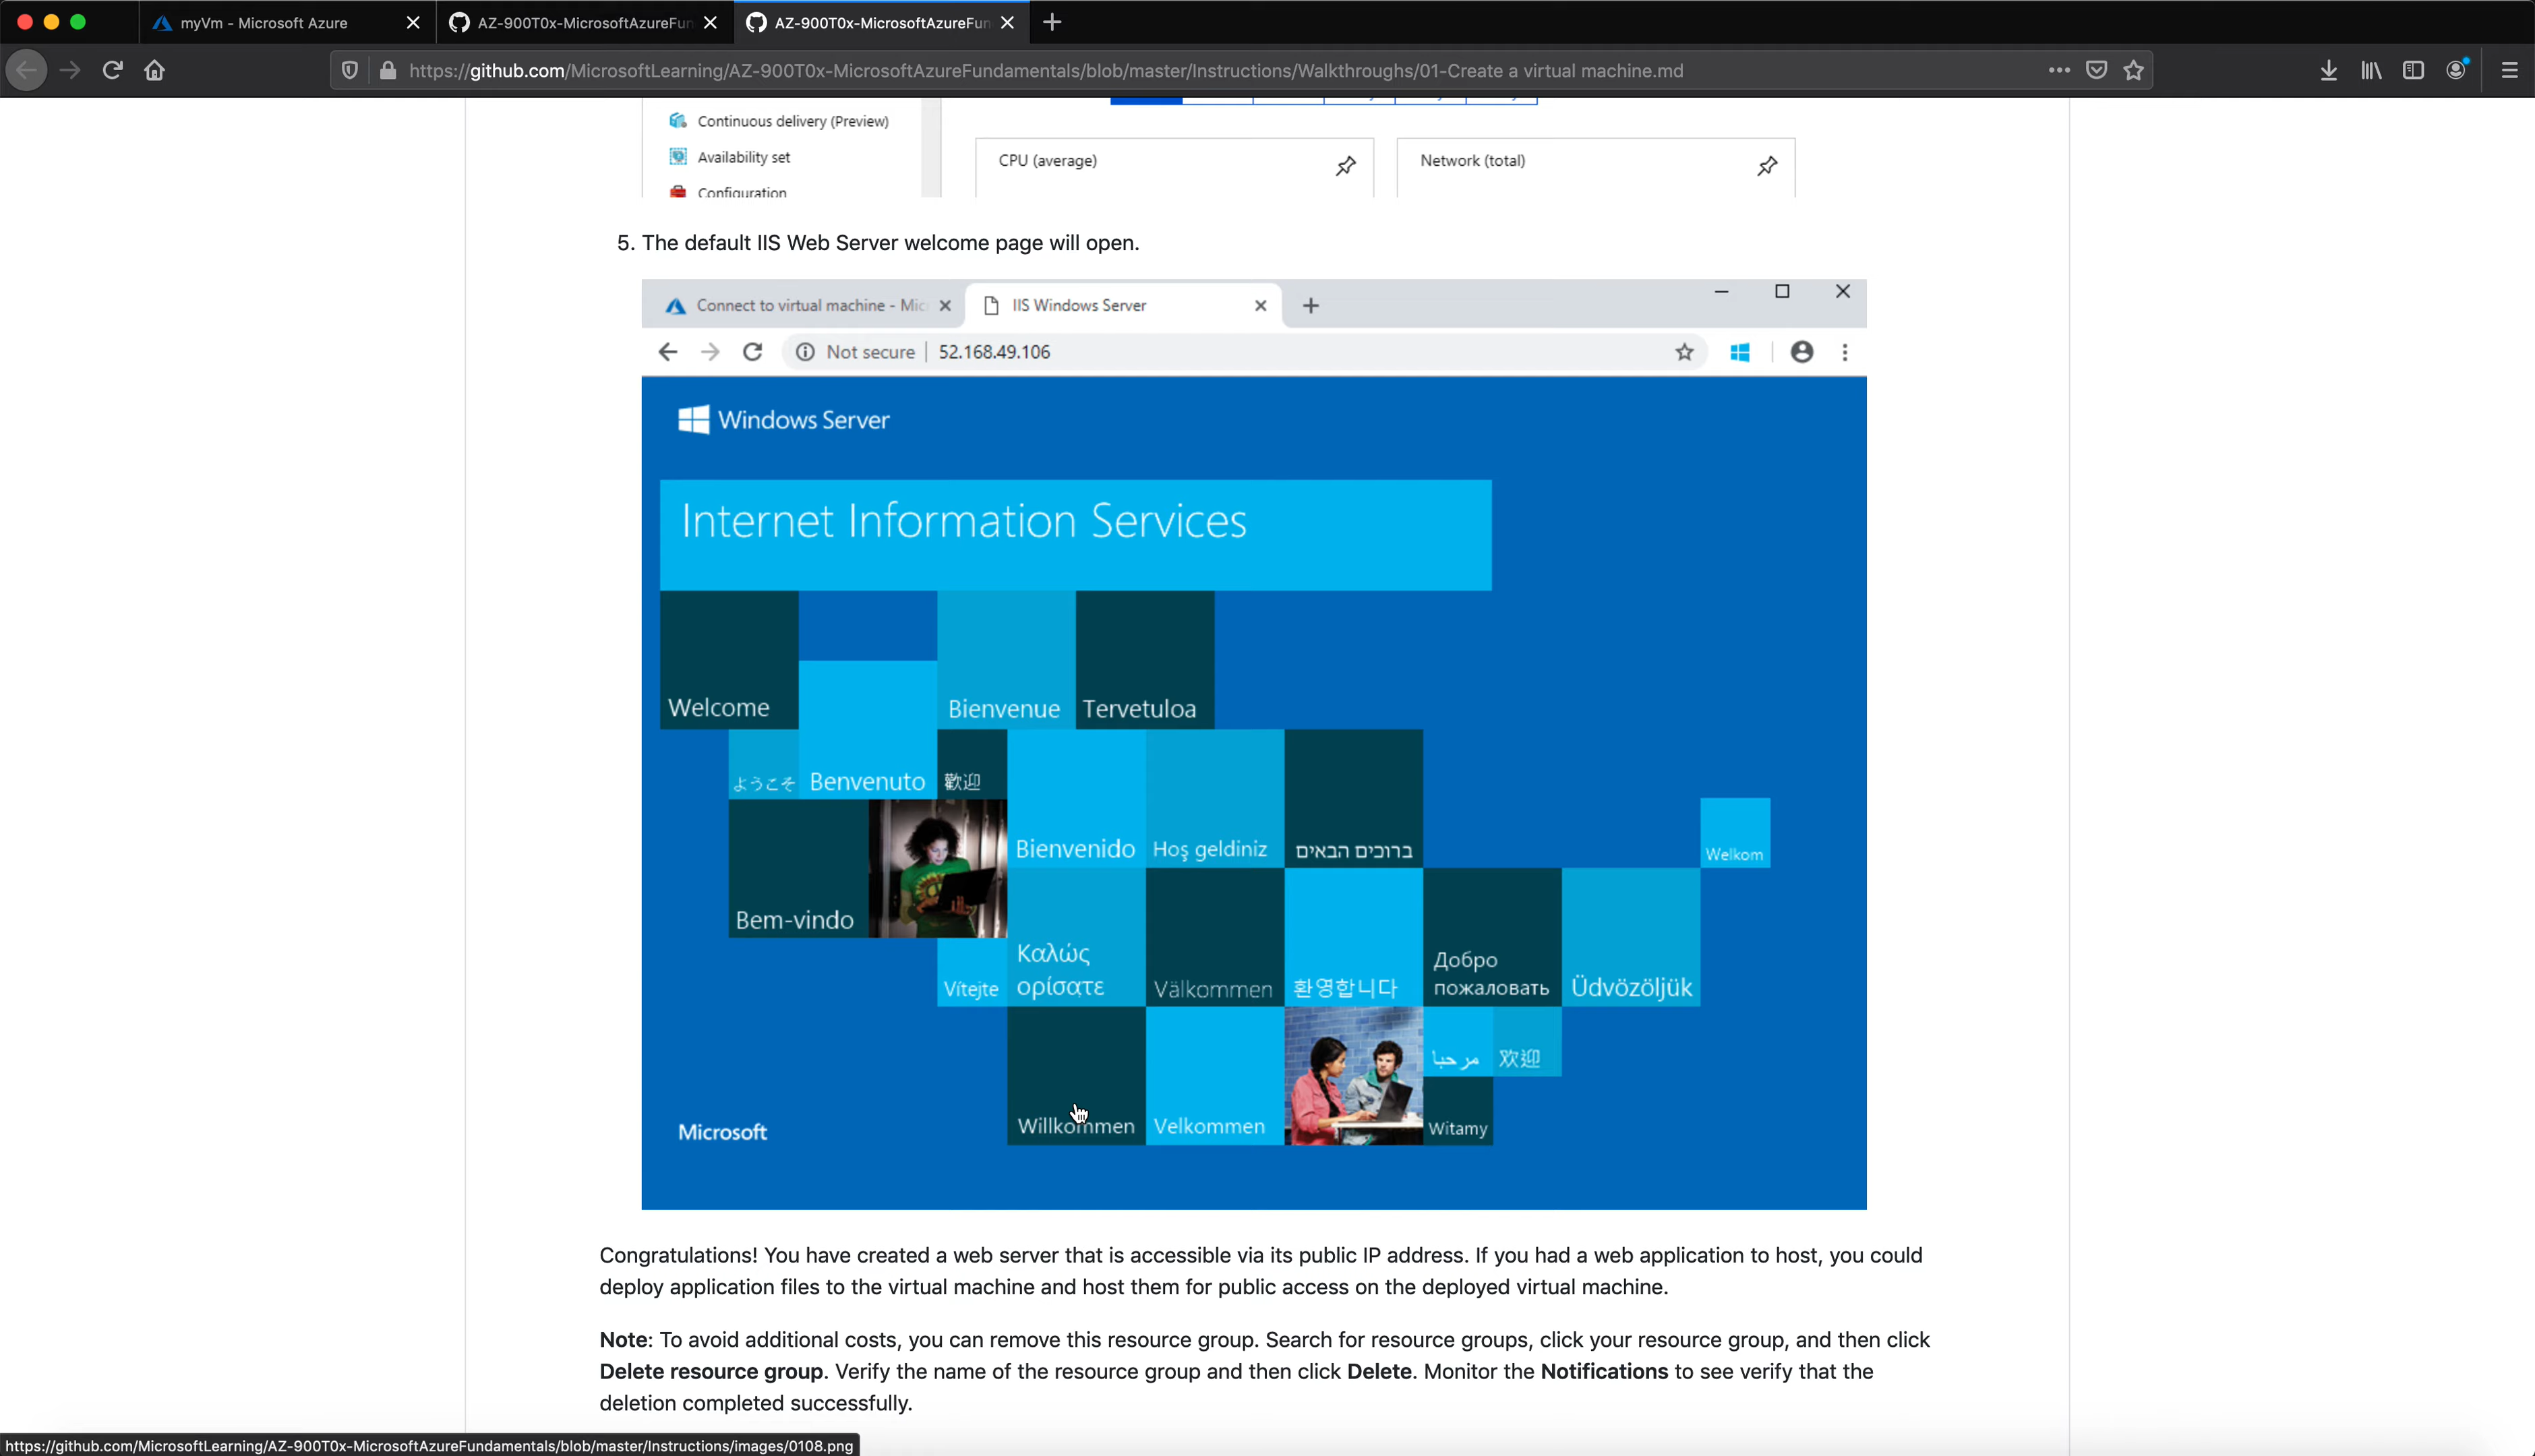 myVm - Microsoft Azure
AZ-900T0x-MicrosoftAzureFun
AZ-900T0x-MicrosoftAzureFun
https://github.com/MicrosoftLearning/AZ-900T0x-MicrosoftAzureFundamentals/blob/master/Instructions/Walkthroughs/01-Create a virtual machine.md
Continuous delivery (Preview)
Availability set
Configuration
CPU (average)
Network (total)
5. The default IIS Web Server welcome page will open.
Connect to virtual machine - Mic
IIS Windows Server
Not secure
52.168.49.106
Windows Server
Internet Information Services
Welcome
Bienvenue
Tervetuloa
ようこそ
Benvenuto
歡迎
Bienvenido
Hoş geldiniz
ברוכים הבאים
Welkom
Bem-vindo
Vítejte
Καλώς
ορίσατε
Välkommen
환영합니다
Добро
пожаловать
Üdvözöljük
مرحبا
欢迎
Willkommen
Velkommen
Witamy
Microsoft
Congratulations! You have created a web server that is accessible via its public IP address. If you had a web application to host, you could
deploy application files to the virtual machine and host them for public access on the deployed virtual machine.
Note: To avoid additional costs, you can remove this resource group. Search for resource groups, click your resource group, and then click
Delete resource group. Verify the name of the resource group and then click Delete. Monitor the Notifications to see verify that the
deletion completed successfully.
https://github.com/MicrosoftLearning/AZ-900T0x-MicrosoftAzureFundamentals/blob/master/Instructions/images/0108.png